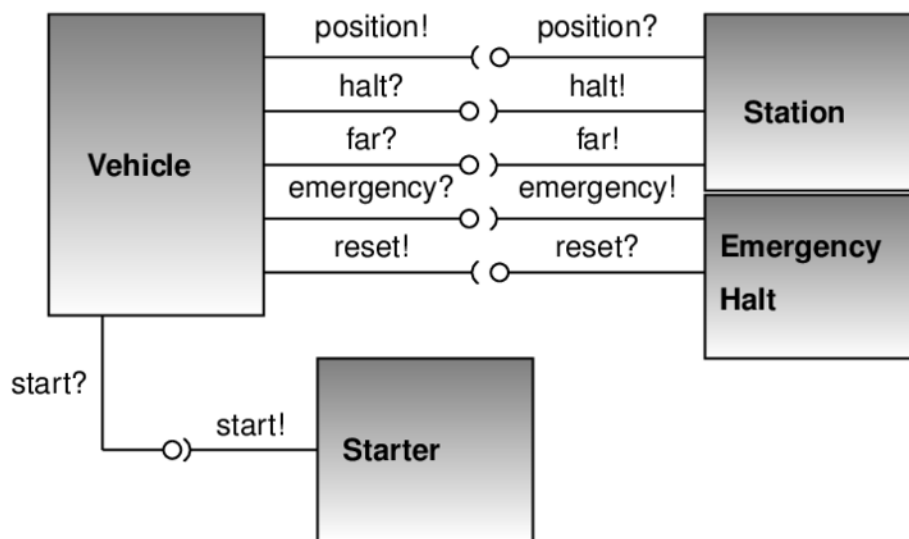 position! position?
halt? halt!
Station
far? far!
Vehicle
emergency? emergency!
reset! reset?
Emergency
Halt
start?
start!
Starter